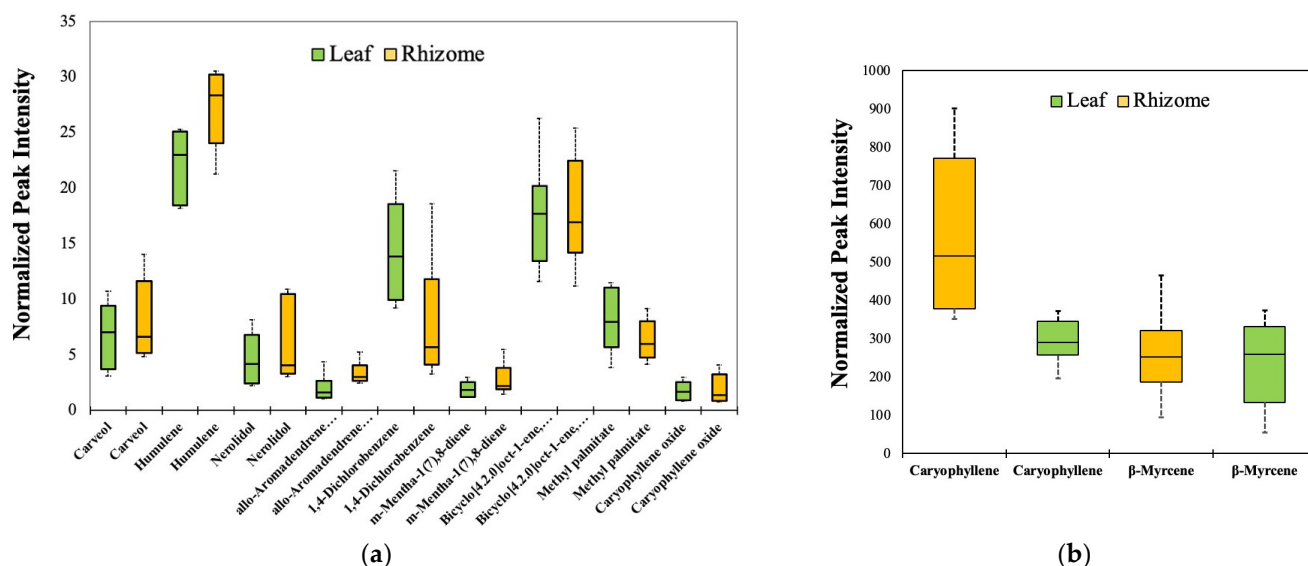 35
30
25
20
15
10
5
0
Normalized Peak Intensity
Leaf Rhizome
Carveol
Carveol
Humulene
Humulene
Nerolidol
Nerolidol
allo-Aromadendrene…
allo-Aromadendrene…
1,4-Dichlorobenzene
1,4-Dichlorobenzene
m-Mentha-1(7),8-diene
m-Mentha-1(7),8-diene
Bicyclo[4.2.0]oct-1-ene,…
Bicyclo[4.2.0]oct-1-ene,…
Methyl palmitate
Methyl palmitate
Caryophyllene oxide
Caryophyllene oxide
(a)
1000
900
800
700
600
500
400
300
200
100
0
Normalized Peak Intensity
Leaf Rhizome
Caryophyllene
Caryophyllene
β-Myrcene
β-Myrcene
(b)